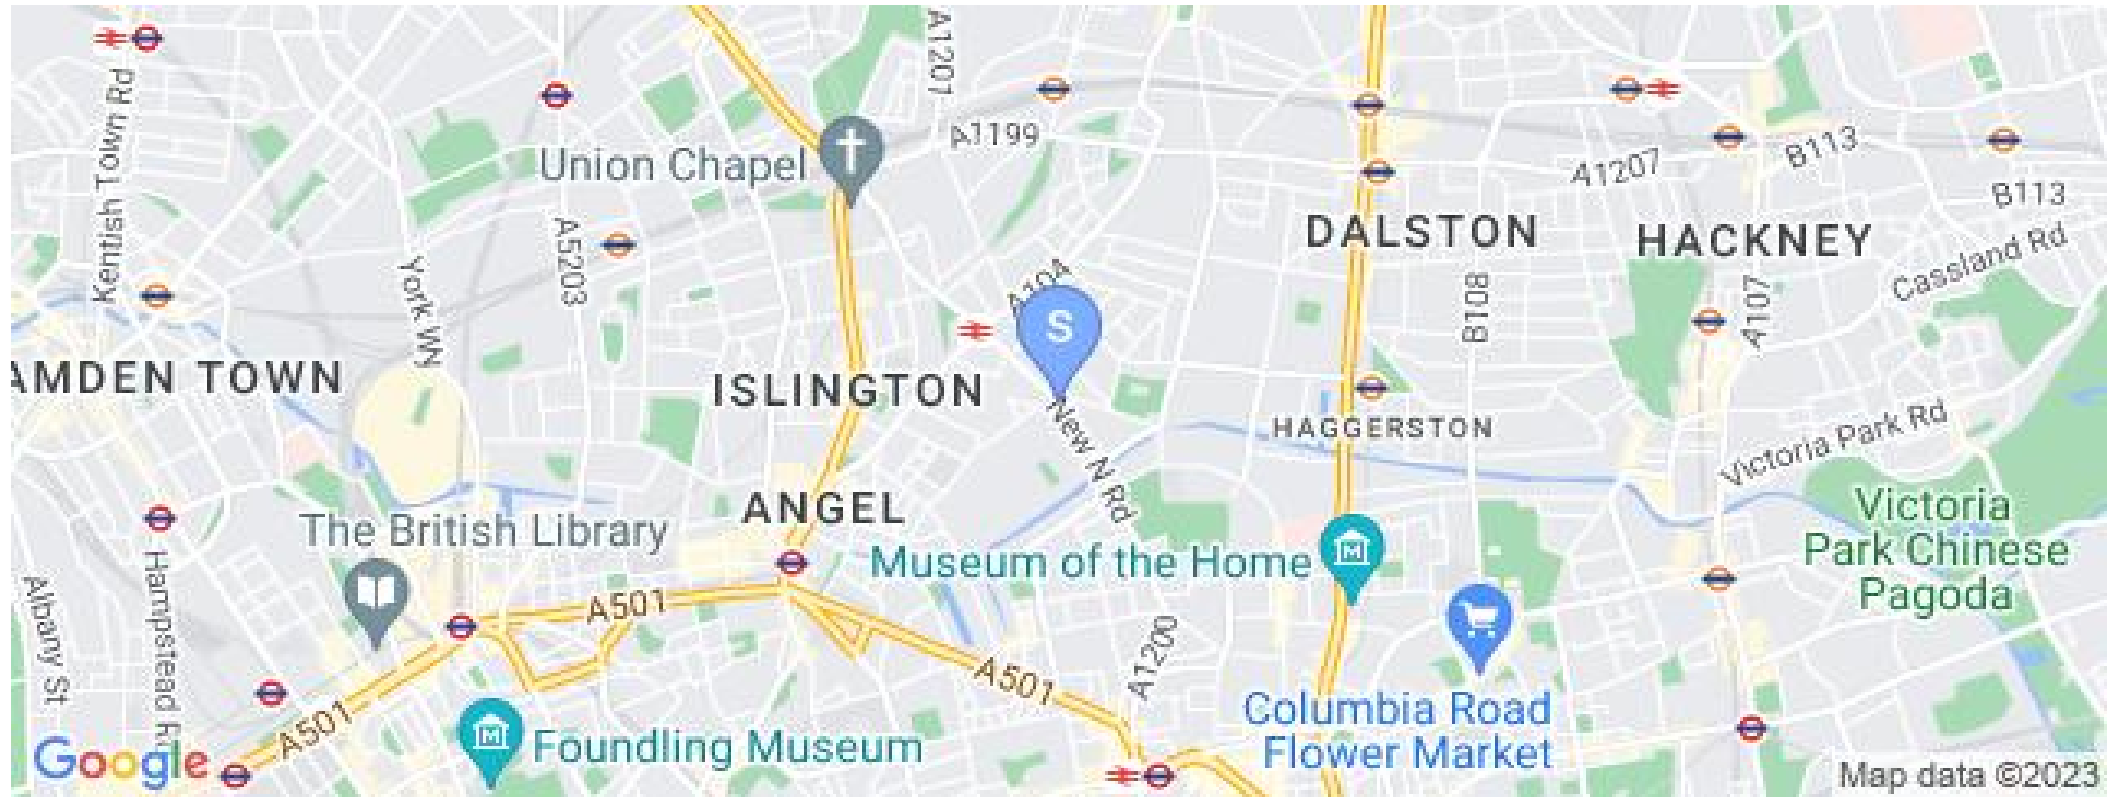 A1201
Kentish Town Rd
A1199
Union Chapel
B113
A1207
B113
A5203
DALSTON
HACKNEY
Cassland Rd
York Wy
A104
B108
A107
S
AMDEN TOWN
ISLINGTON
New N Rd
HAGGERSTON
Victoria Park Rd
ANGEL
The British Library
Victoria
Park Chinese
Pagoda
Museum of the Home
Hampstead R
Albany St
A501
A1200
A501
A501
Columbia Road
Flower Market
Foundling Museum
Google
Map data ©2023